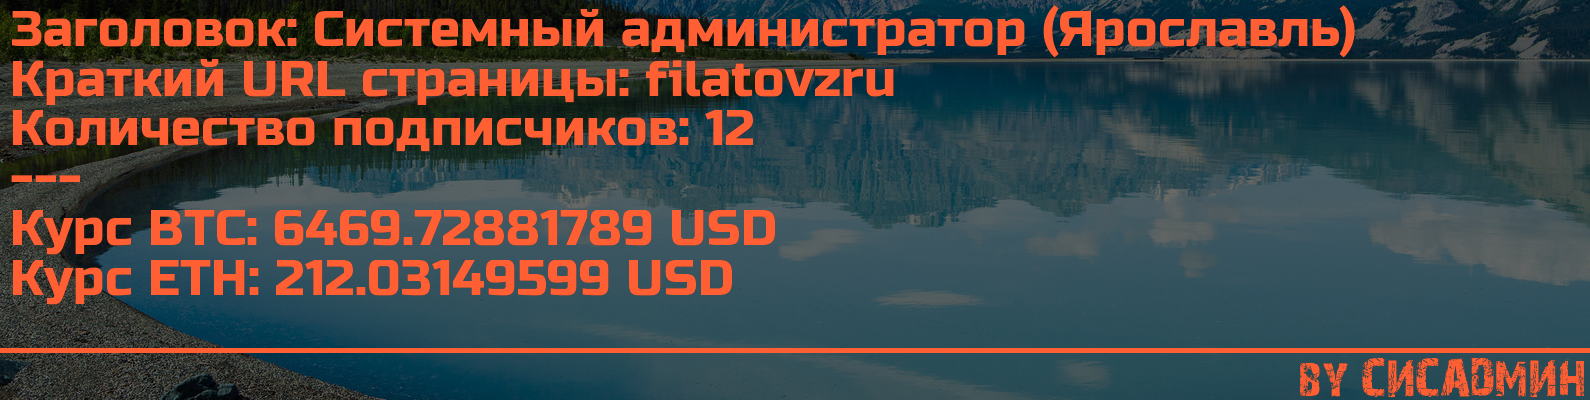 Заголовок: Системный администратор (Ярославль)
Краткий URL страницы: filatovzru
Количество подписчиков: 12
---
Курс BTC: 6469.72881789 USD
Курс ETH: 212.03149599 USD
BY СИСАДМИН